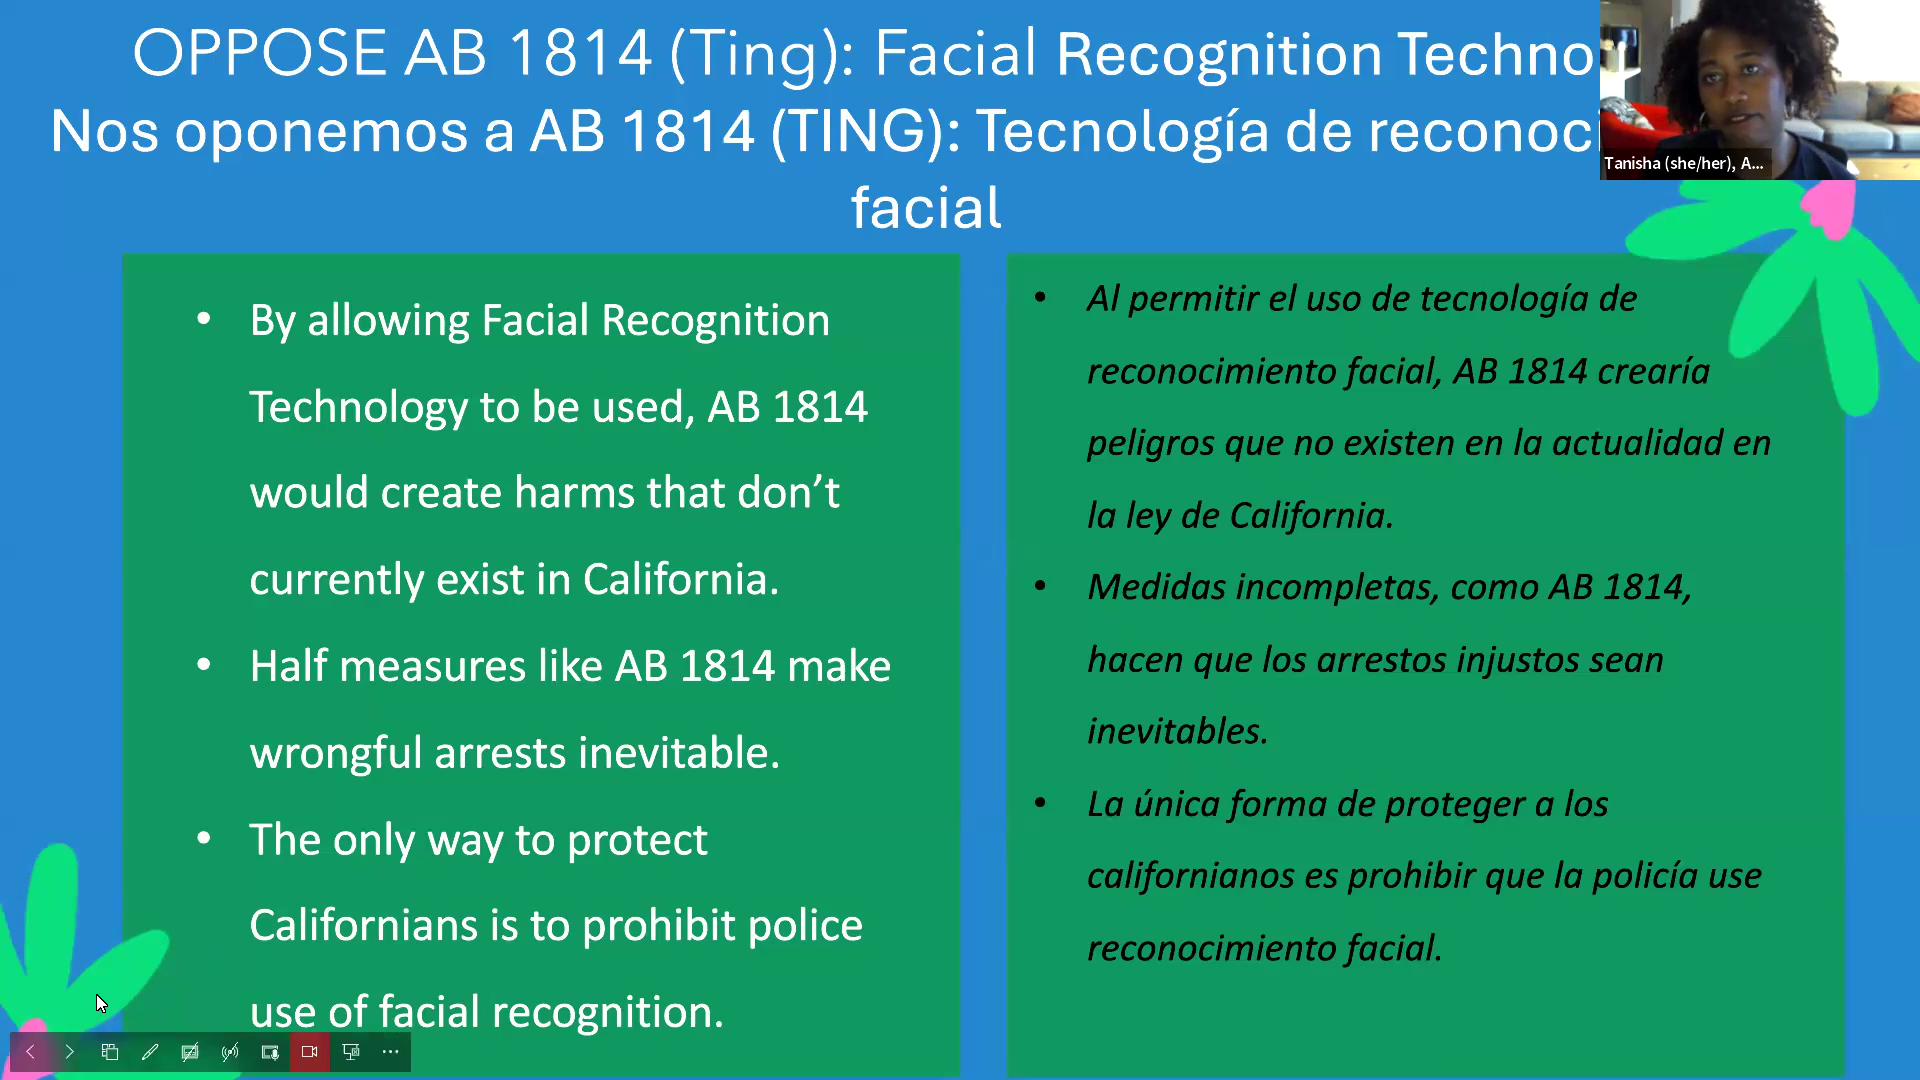 OPPOSE AB 1814 (Ting): Facial Recognition Techno
Nos oponemos a AB 1814 (TING): Tecnología de reconoci
facial
Tanisha (she/her), A...
• By allowing Facial Recognition
Technology to be used, AB 1814
would create harms that don’t
currently exist in California.
• Half measures like AB 1814 make
wrongful arrests inevitable.
• The only way to protect
Californians is to prohibit police
use of facial recognition.
• Al permitir el uso de tecnología de
reconocimiento facial, AB 1814 crearía
peligros que no existen en la actualidad en
la ley de California.
• Medidas incompletas, como AB 1814,
hacen que los arrestos injustos sean
inevitables.
• La única forma de proteger a los
californianos es prohibir que la policía use
reconocimiento facial.